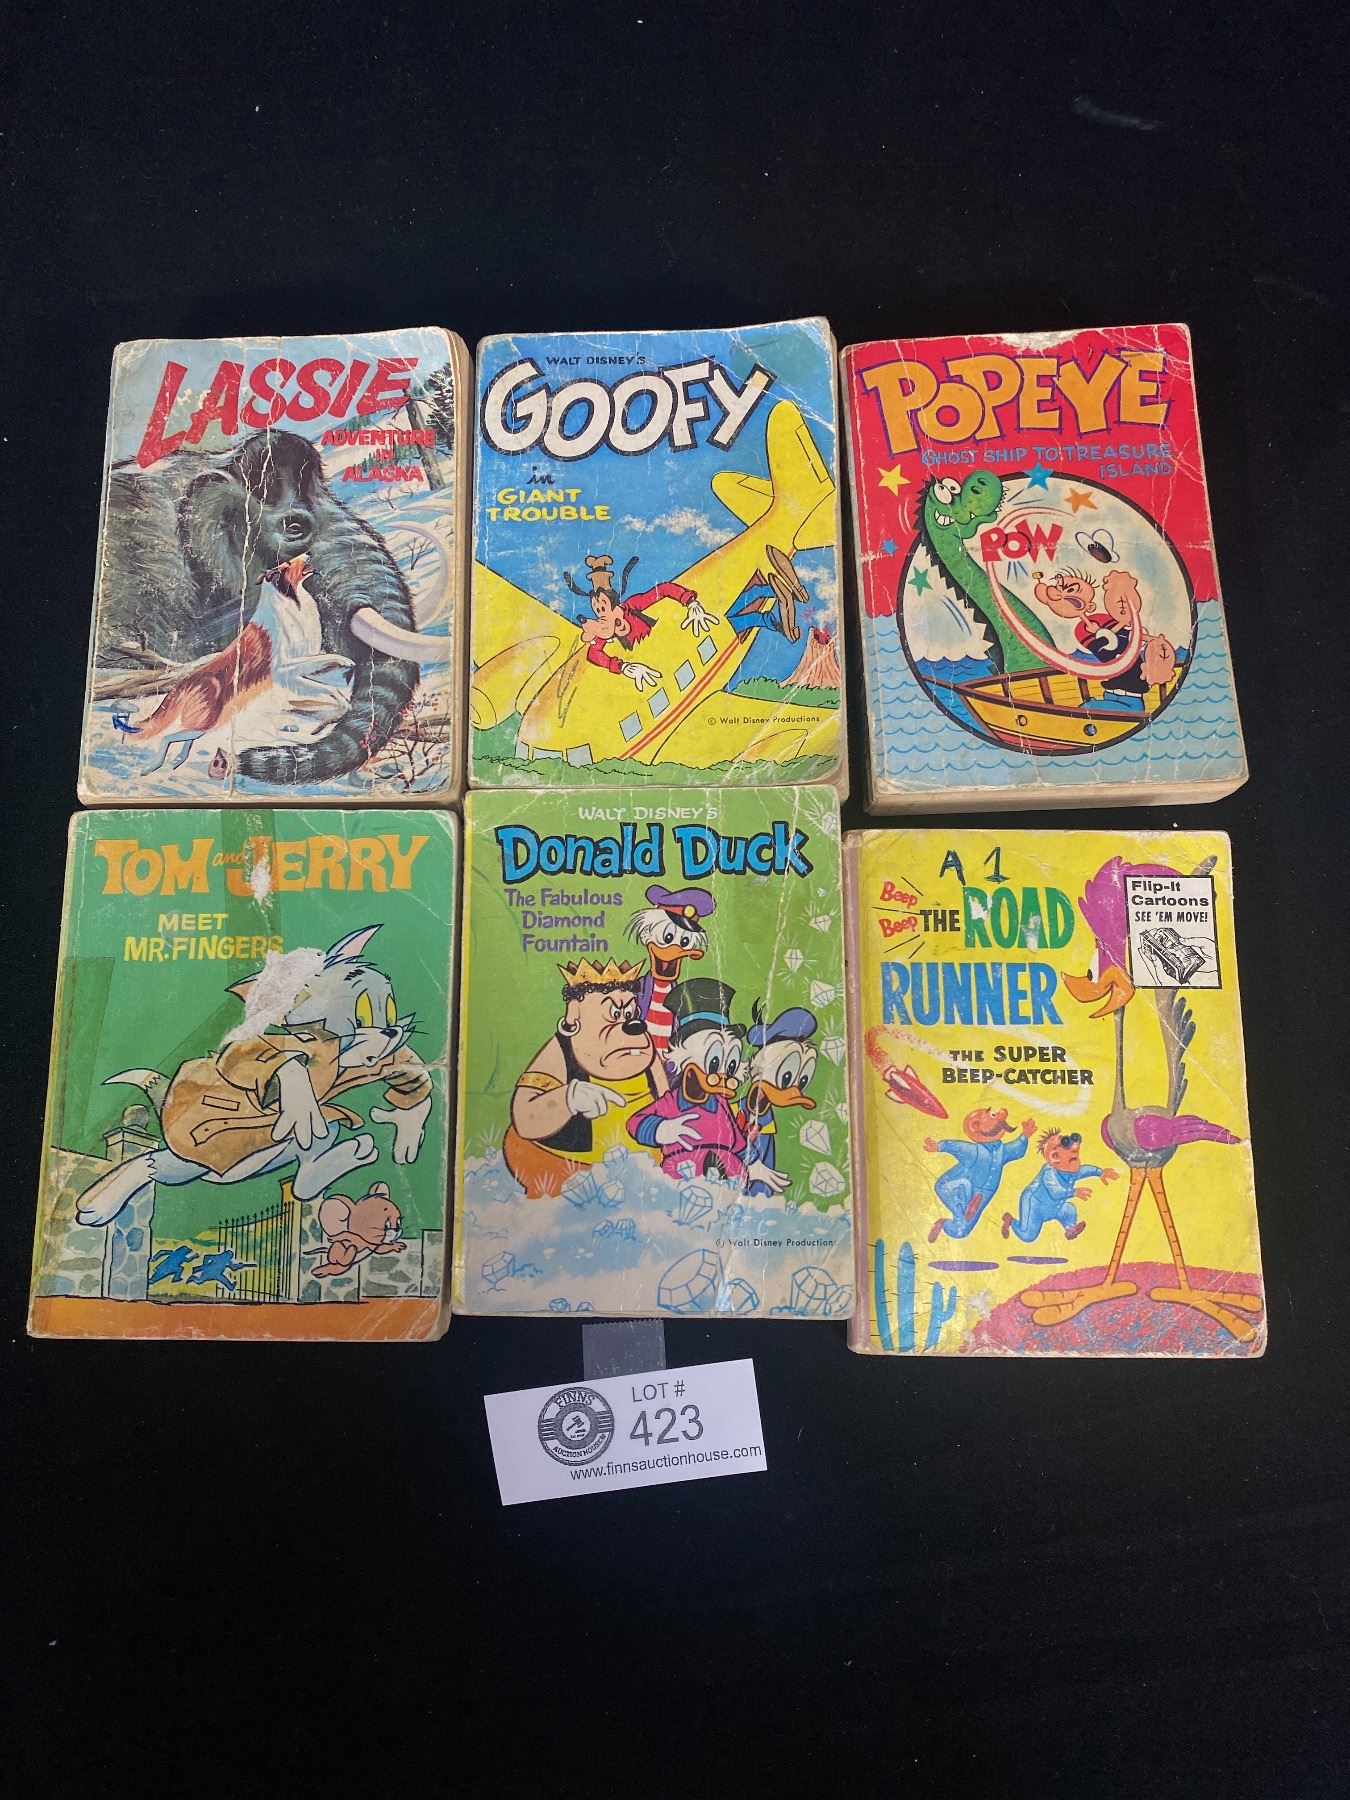 LASSIE
ADVENTURE
IN
ALASKA
WALT DISNEY'S
GOOFY
in
GIANT
TROUBLE
© Walt Disney Productions
POPEYE
GHOST SHIP TO TREASURE
ISLAND
POW
TOM and JERRY
MEET
MR. FINGERS
WALT DISNEY'S
Donald Duck
The Fabulous
Diamond
Fountain
© Walt Disney Productions
A 1
Beep
Beep
THE ROAD
RUNNER
THE SUPER
BEEP-CATCHER
Flip-It
Cartoons
SEE 'EM MOVE!
FINNS
AUCTION HOUSE
LOT #
423
www.finnsauctionhouse.com